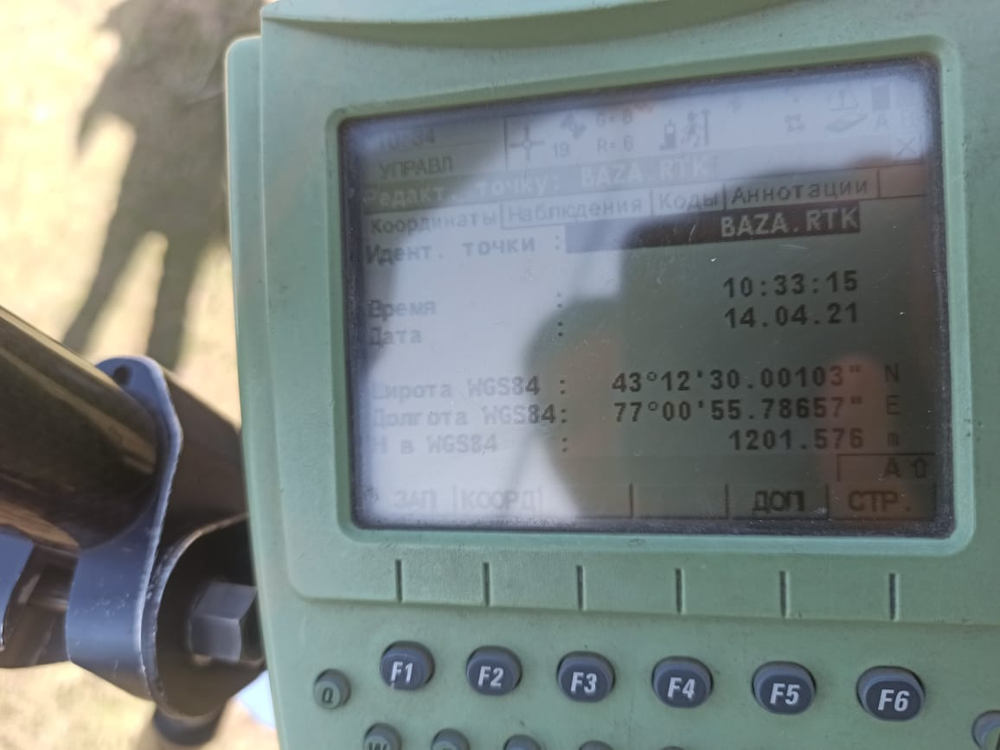 УПРАВЛ
19
G= 8
R= 6
A
Редакт. точку: BAZA.RTK
Координаты Наблюдения Коды Аннотации
Идент. точки : BAZA.RTK
Время : 10:33:15
Дата : 14.04.21
Широта WGS84 : 43°12'30.00103" N
Долгота WGS84: 77°00'55.78657" E
H в WGS84 : 1201.576 m
A
ЗАП КООРД ДОП СТР.
F1 F2 F3 F4 F5 F6
Q
W